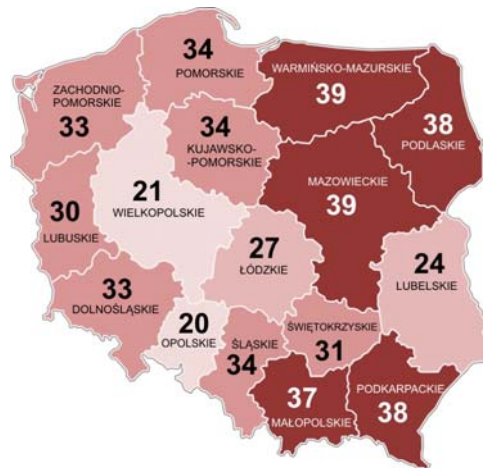 34
POMORSKIE
WARMIŃSKO-MAZURSKIE
39
ZACHODNIO-
POMORSKIE
33
34
KUJAWSKO-
-POMORSKIE
38
PODLASKIE
21
WIELKOPOLSKIE
MAZOWIECKIE
39
30
LUBUSKIE
27
ŁÓDZKIE
24
LUBELSKIE
33
DOLNOŚLĄSKIE
20
OPOLSKIE
ŚLĄSKIE
34
ŚWIĘTOKRZYSKIE
31
37
MAŁOPOLSKIE
PODKARPACKIE
38